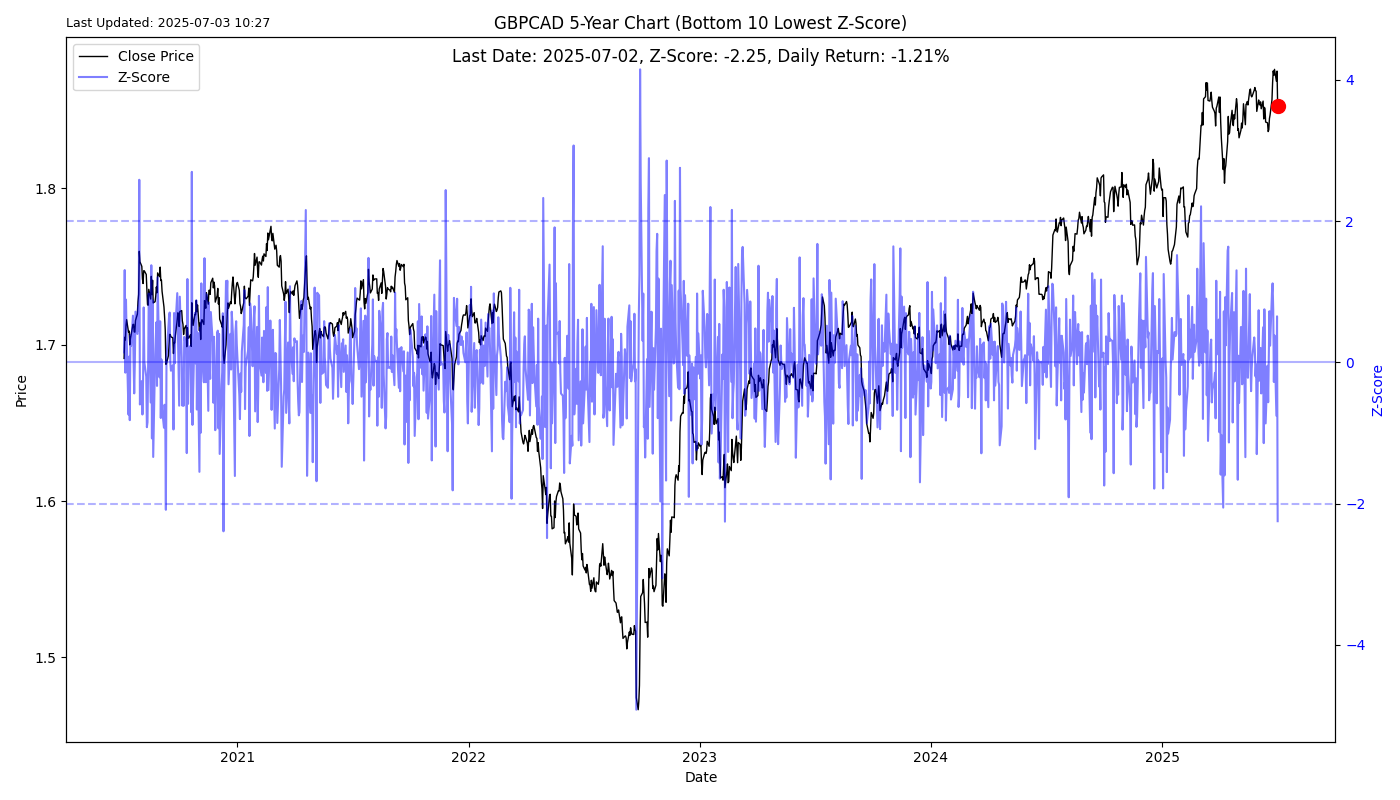 Last Updated: 2025-07-03 10:27
GBPCAD 5-Year Chart (Bottom 10 Lowest Z-Score)
Last Date: 2025-07-02, Z-Score: -2.25, Daily Return: -1.21%
Close Price
Z-Score
Price
1.8
1.7
1.6
1.5
4
2
0
−2
−4
Z-Score
2021
2022
2023
2024
2025
Date